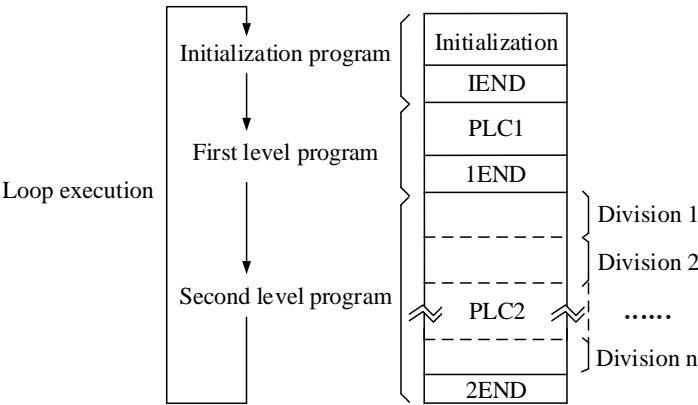 Initialization program
First level program
Loop execution
Second level program
Initialization
IEND
PLC1
1END
PLC2
2END
Division 1
Division 2
......
Division n